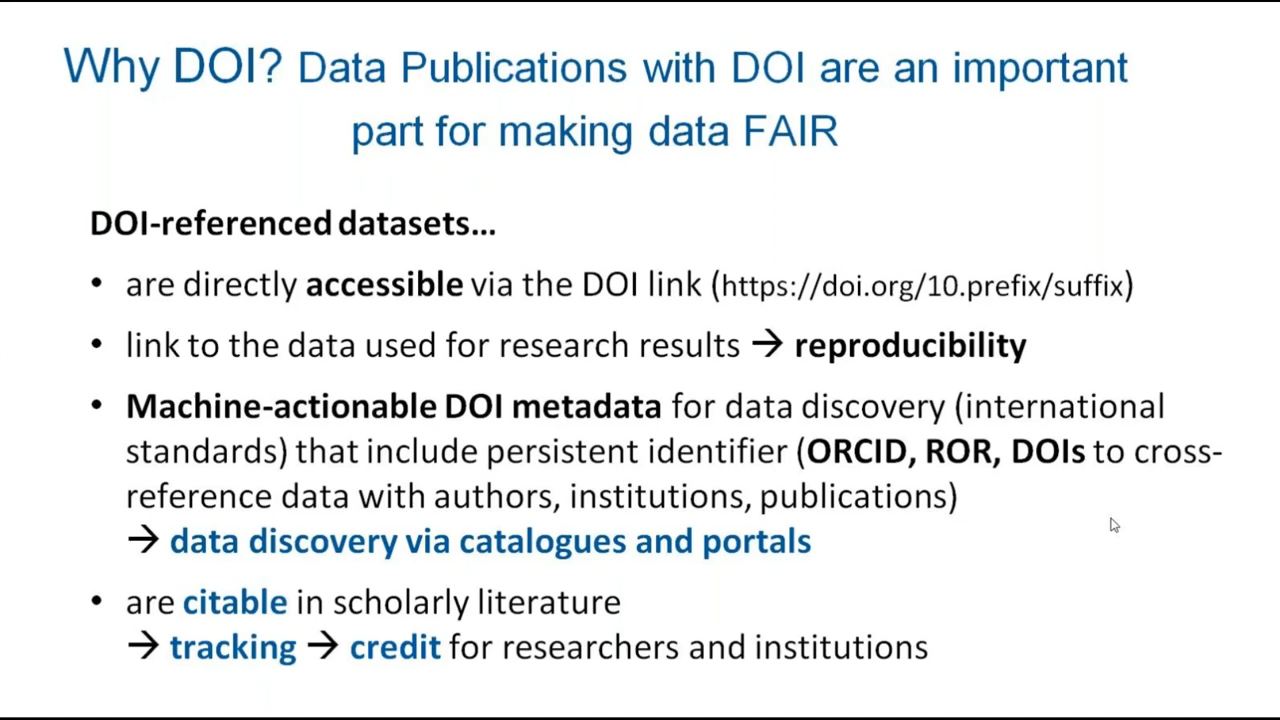 Why DOI? Data Publications with DOI are an important
part for making data FAIR
DOI-referenced datasets...
• are directly accessible via the DOI link (https://doi.org/10.prefix/suffix)
• link to the data used for research results → reproducibility
• Machine-actionable DOI metadata for data discovery (international
standards) that include persistent identifier (ORCID, ROR, DOIs to cross-
reference data with authors, institutions, publications)
→ data discovery via catalogues and portals
• are citable in scholarly literature
→ tracking → credit for researchers and institutions